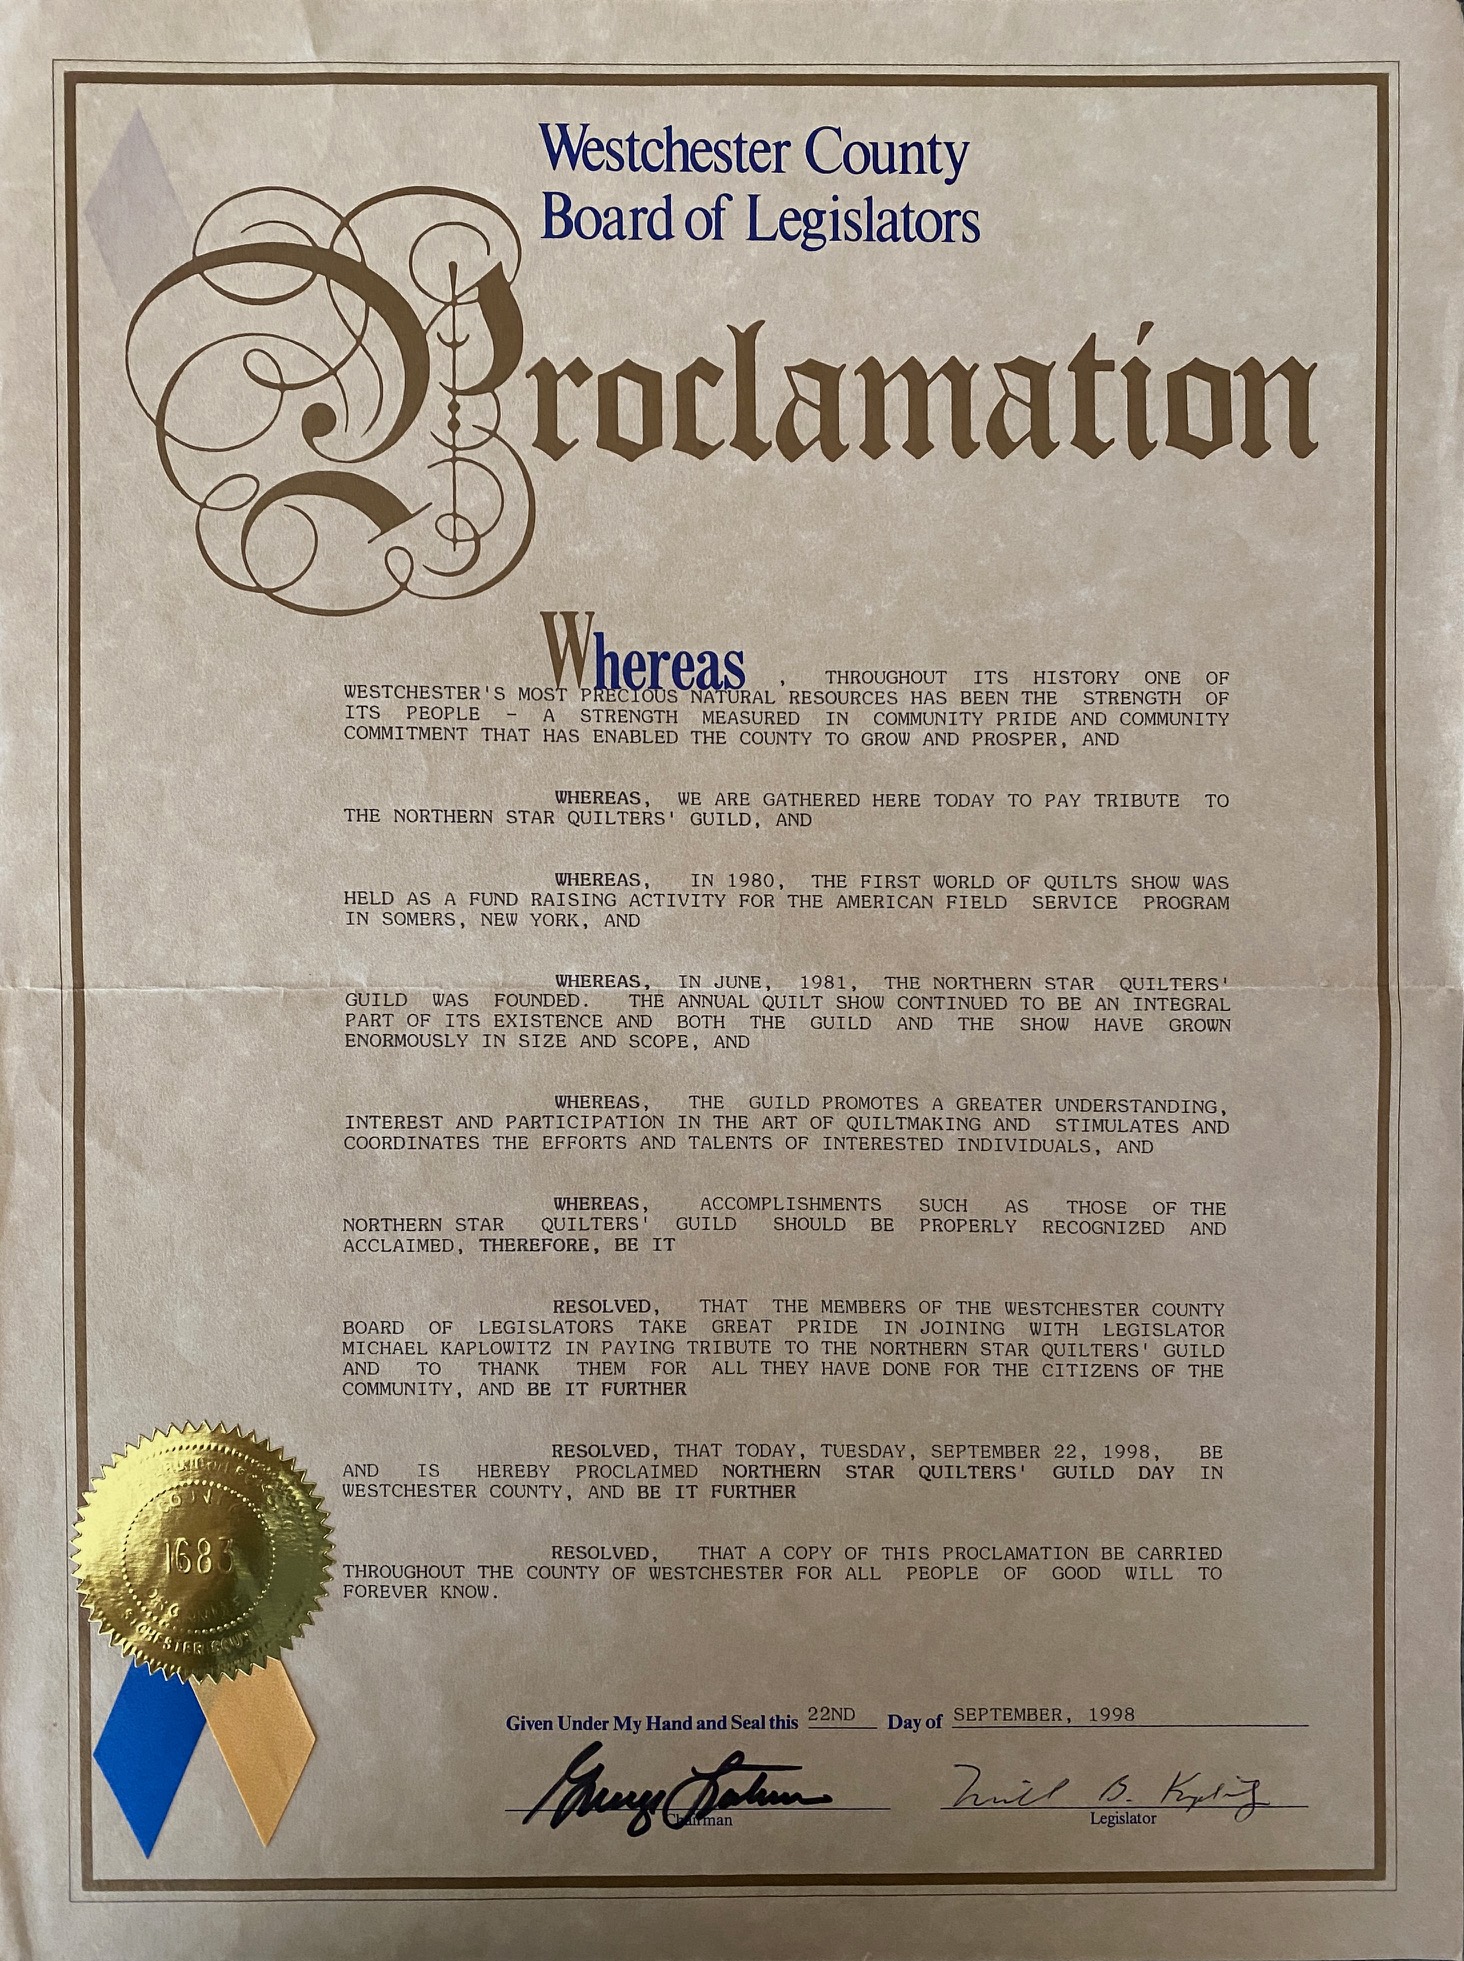 Westchester County
Board of Legislators
Proclamation
Whereas , THROUGHOUT ITS HISTORY ONE OF
WESTCHESTER'S MOST PRECIOUS NATURAL RESOURCES HAS BEEN THE STRENGTH OF
ITS PEOPLE - A STRENGTH MEASURED IN COMMUNITY PRIDE AND COMMUNITY
COMMITMENT THAT HAS ENABLED THE COUNTY TO GROW AND PROSPER, AND
WHEREAS, WE ARE GATHERED HERE TODAY TO PAY TRIBUTE TO
THE NORTHERN STAR QUILTERS' GUILD, AND
WHEREAS, IN 1980, THE FIRST WORLD OF QUILTS SHOW WAS
HELD AS A FUND RAISING ACTIVITY FOR THE AMERICAN FIELD SERVICE PROGRAM
IN SOMERS, NEW YORK, AND
WHEREAS, IN JUNE, 1981, THE NORTHERN STAR QUILTERS'
GUILD WAS FOUNDED. THE ANNUAL QUILT SHOW CONTINUED TO BE AN INTEGRAL
PART OF ITS EXISTENCE AND BOTH THE GUILD AND THE SHOW HAVE GROWN
ENORMOUSLY IN SIZE AND SCOPE, AND
WHEREAS, THE GUILD PROMOTES A GREATER UNDERSTANDING,
INTEREST AND PARTICIPATION IN THE ART OF QUILTMAKING AND STIMULATES AND
COORDINATES THE EFFORTS AND TALENTS OF INTERESTED INDIVIDUALS, AND
WHEREAS, ACCOMPLISHMENTS SUCH AS THOSE OF THE
NORTHERN STAR QUILTERS' GUILD SHOULD BE PROPERLY RECOGNIZED AND
ACCLAIMED, THEREFORE, BE IT
RESOLVED, THAT THE MEMBERS OF THE WESTCHESTER COUNTY
BOARD OF LEGISLATORS TAKE GREAT PRIDE IN JOINING WITH LEGISLATOR
MICHAEL KAPLOWITZ IN PAYING TRIBUTE TO THE NORTHERN STAR QUILTERS' GUILD
AND TO THANK THEM FOR ALL THEY HAVE DONE FOR THE CITIZENS OF THE
COMMUNITY, AND BE IT FURTHER
RESOLVED, THAT TODAY, TUESDAY, SEPTEMBER 22, 1998, BE
AND IS HEREBY PROCLAIMED NORTHERN STAR QUILTERS' GUILD DAY IN
WESTCHESTER COUNTY, AND BE IT FURTHER
RESOLVED, THAT A COPY OF THIS PROCLAMATION BE CARRIED
THROUGHOUT THE COUNTY OF WESTCHESTER FOR ALL PEOPLE OF GOOD WILL TO
FOREVER KNOW.
1683
Given Under My Hand and Seal this 22ND Day of SEPTEMBER, 1998
Chairman
Legislator